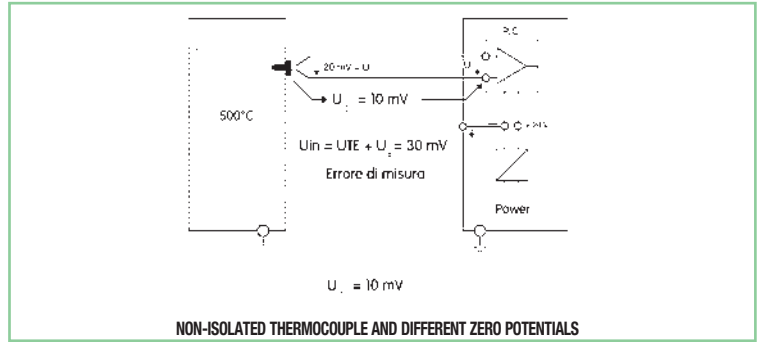 PLC
20 mV = U
U
U = 10 mV
500°C
Uin = UTE + U = 30 mV
Errore di misura
Power
U = 10 mV
NON-ISOLATED THERMOCOUPLE AND DIFFERENT ZERO POTENTIALS